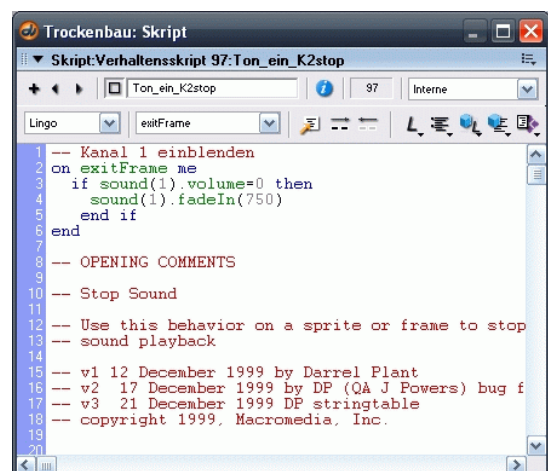 Trockenbau: Skript
Skript:Verhaltensskript 97:Ton_ein_K2stop
Ton_ein_K2stop 97 Interne
Lingo exitFrame
1 -- Kanal 1 einblenden
2 on exitFrame me
3 if sound(1).volume=0 then
4 sound(1).fadeIn(750)
5 end if
6 end
7
8 -- OPENING COMMENTS
9
10 -- Stop Sound
11
12 -- Use this behavior on a sprite or frame to stop
13 -- sound playback
14
15 -- v1 12 December 1999 by Darrel Plant
16 -- v2 17 December 1999 by DP (QA J Powers) bug f
17 -- v3 21 December 1999 DP stringtable
18 -- copyright 1999, Macromedia, Inc.
19
20